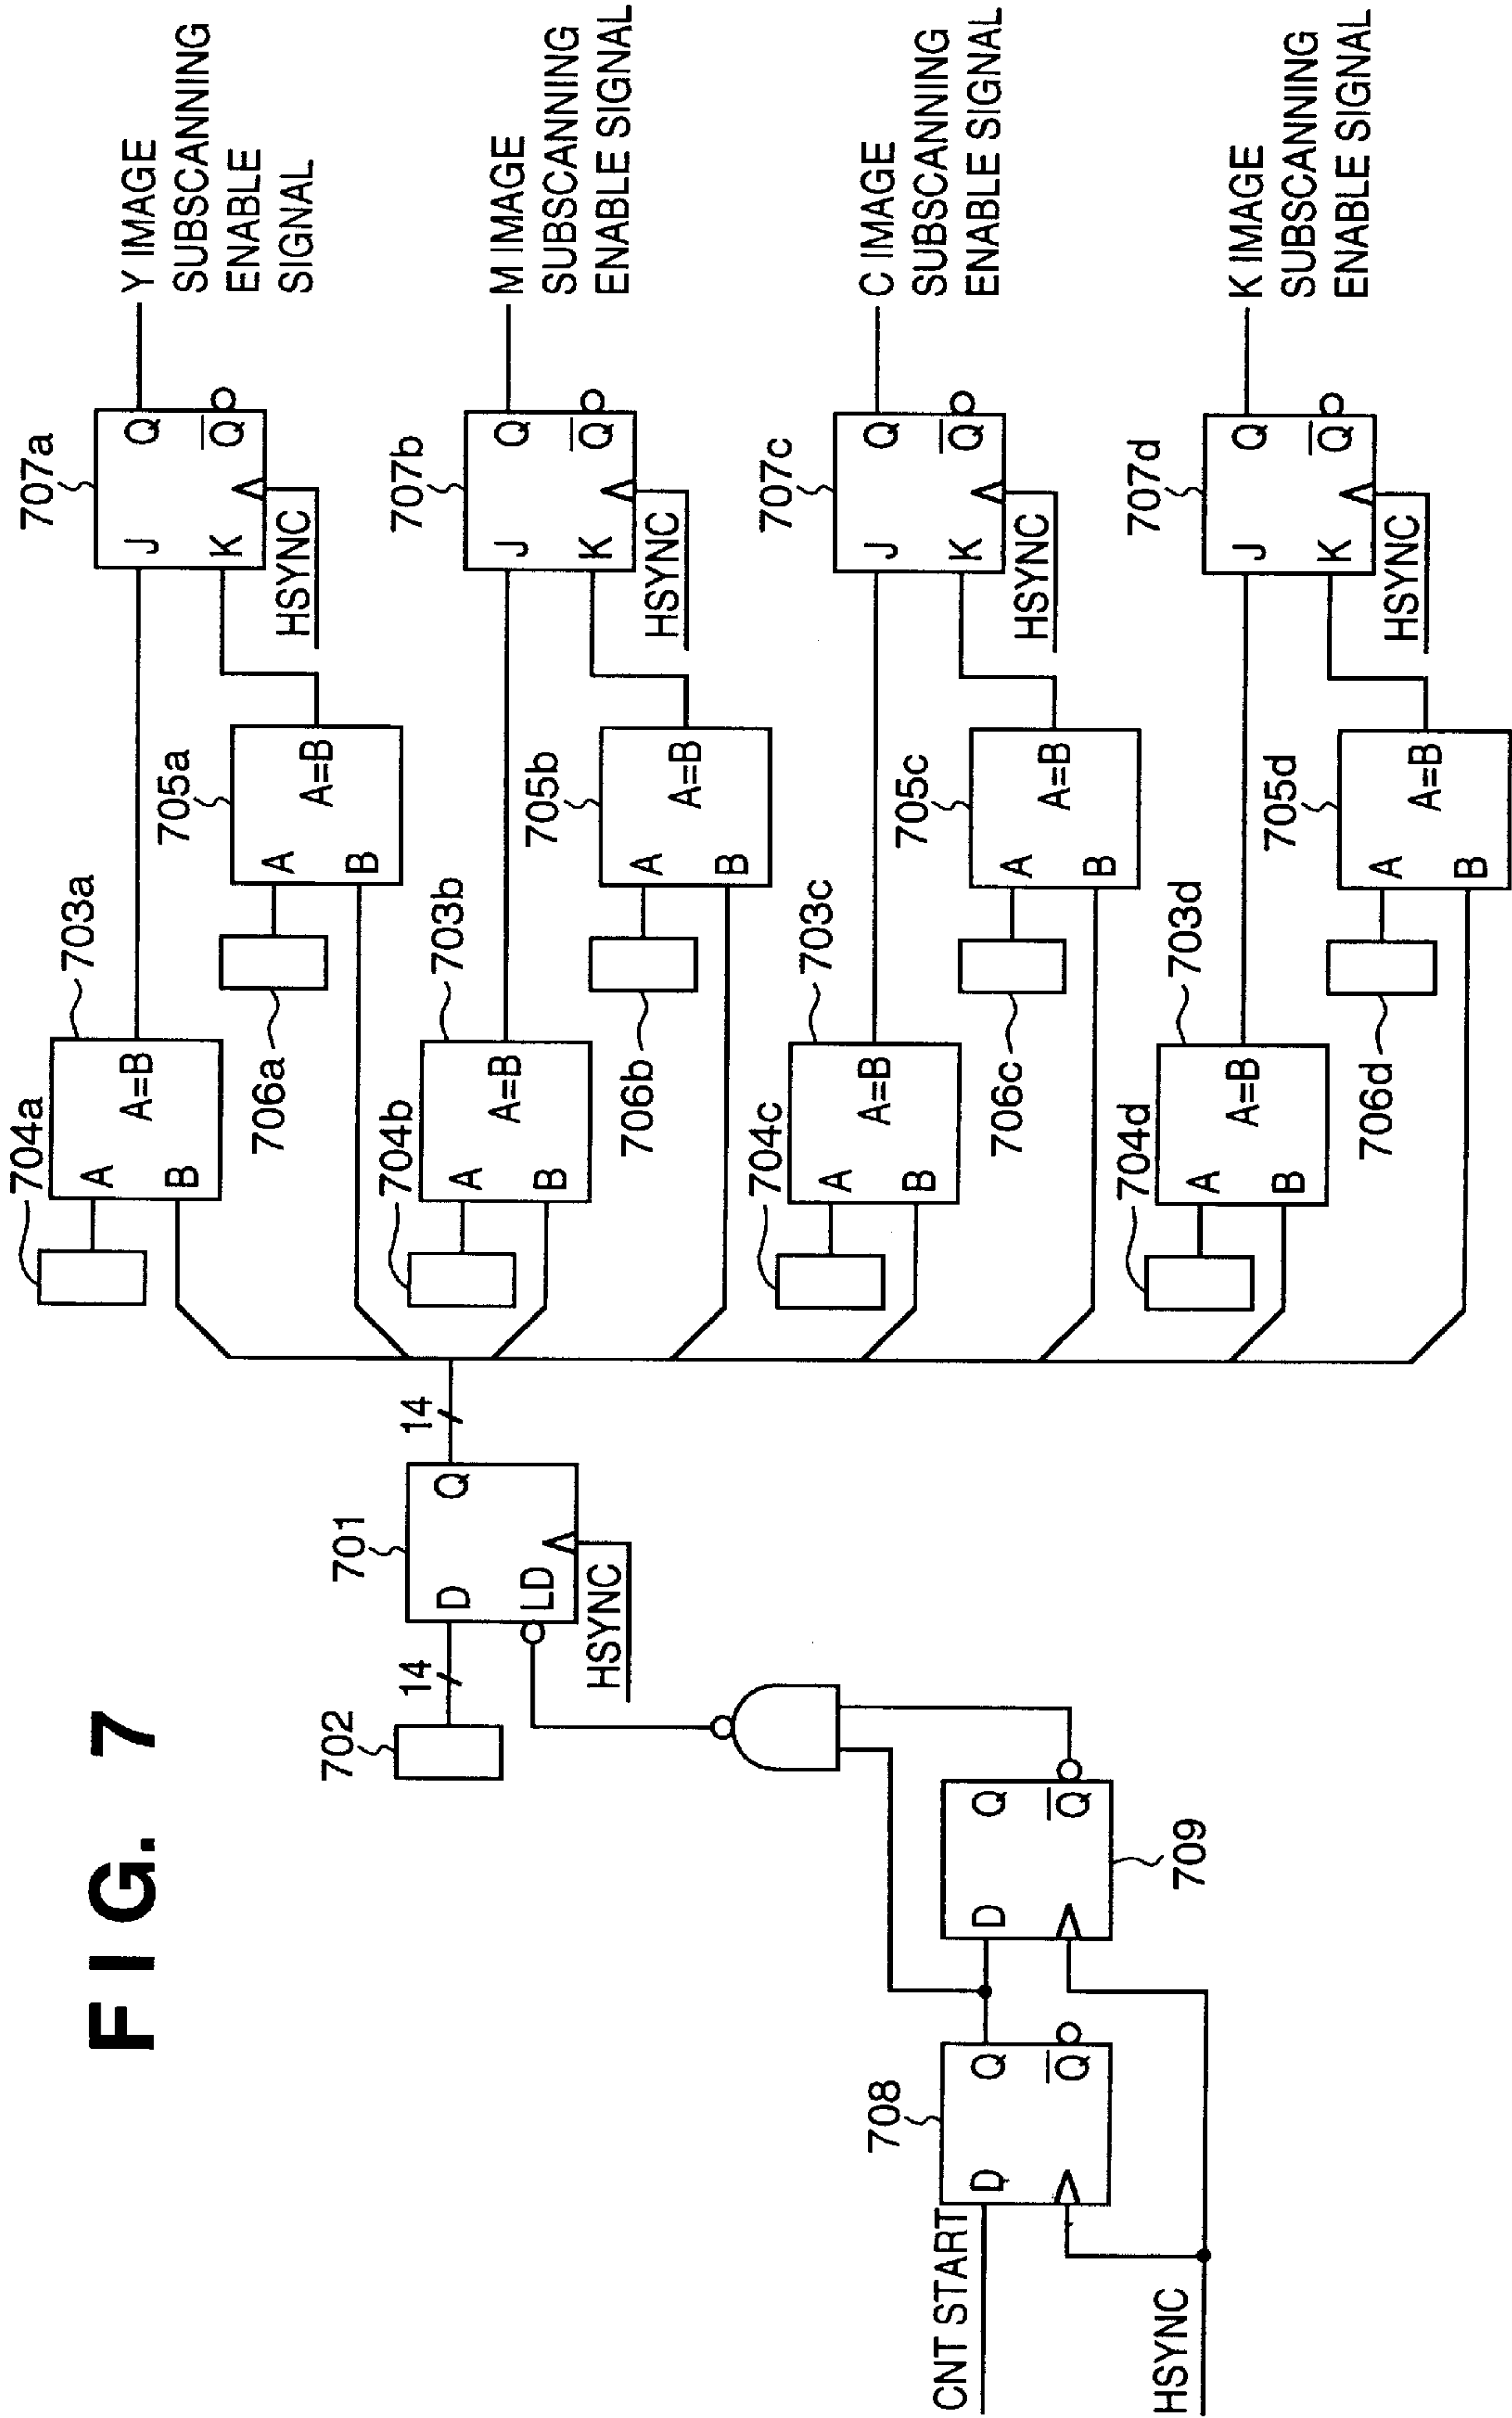 FIG. 7
CNT START
HSYNC
708
D
Q
Q
709
D
Q
Q
702
14
701
D
Q
LD
HSYNC
14
704a
703a
A
B
A=B
706a
705a
A
B
A=B
707a
J
Q
K
Q
HSYNC
Y IMAGE
SUBSCANNING
ENABLE
SIGNAL
704b
703b
A
B
A=B
706b
705b
A
B
A=B
707b
J
Q
K
Q
HSYNC
M IMAGE
SUBSCANNING
ENABLE SIGNAL
704c
703c
A
B
A=B
706c
705c
A
B
A=B
707c
J
Q
K
Q
HSYNC
C IMAGE
SUBSCANNING
ENABLE SIGNAL
704d
703d
A
B
A=B
706d
705d
A
B
A=B
707d
J
Q
K
Q
HSYNC
K IMAGE
SUBSCANNING
ENABLE SIGNAL